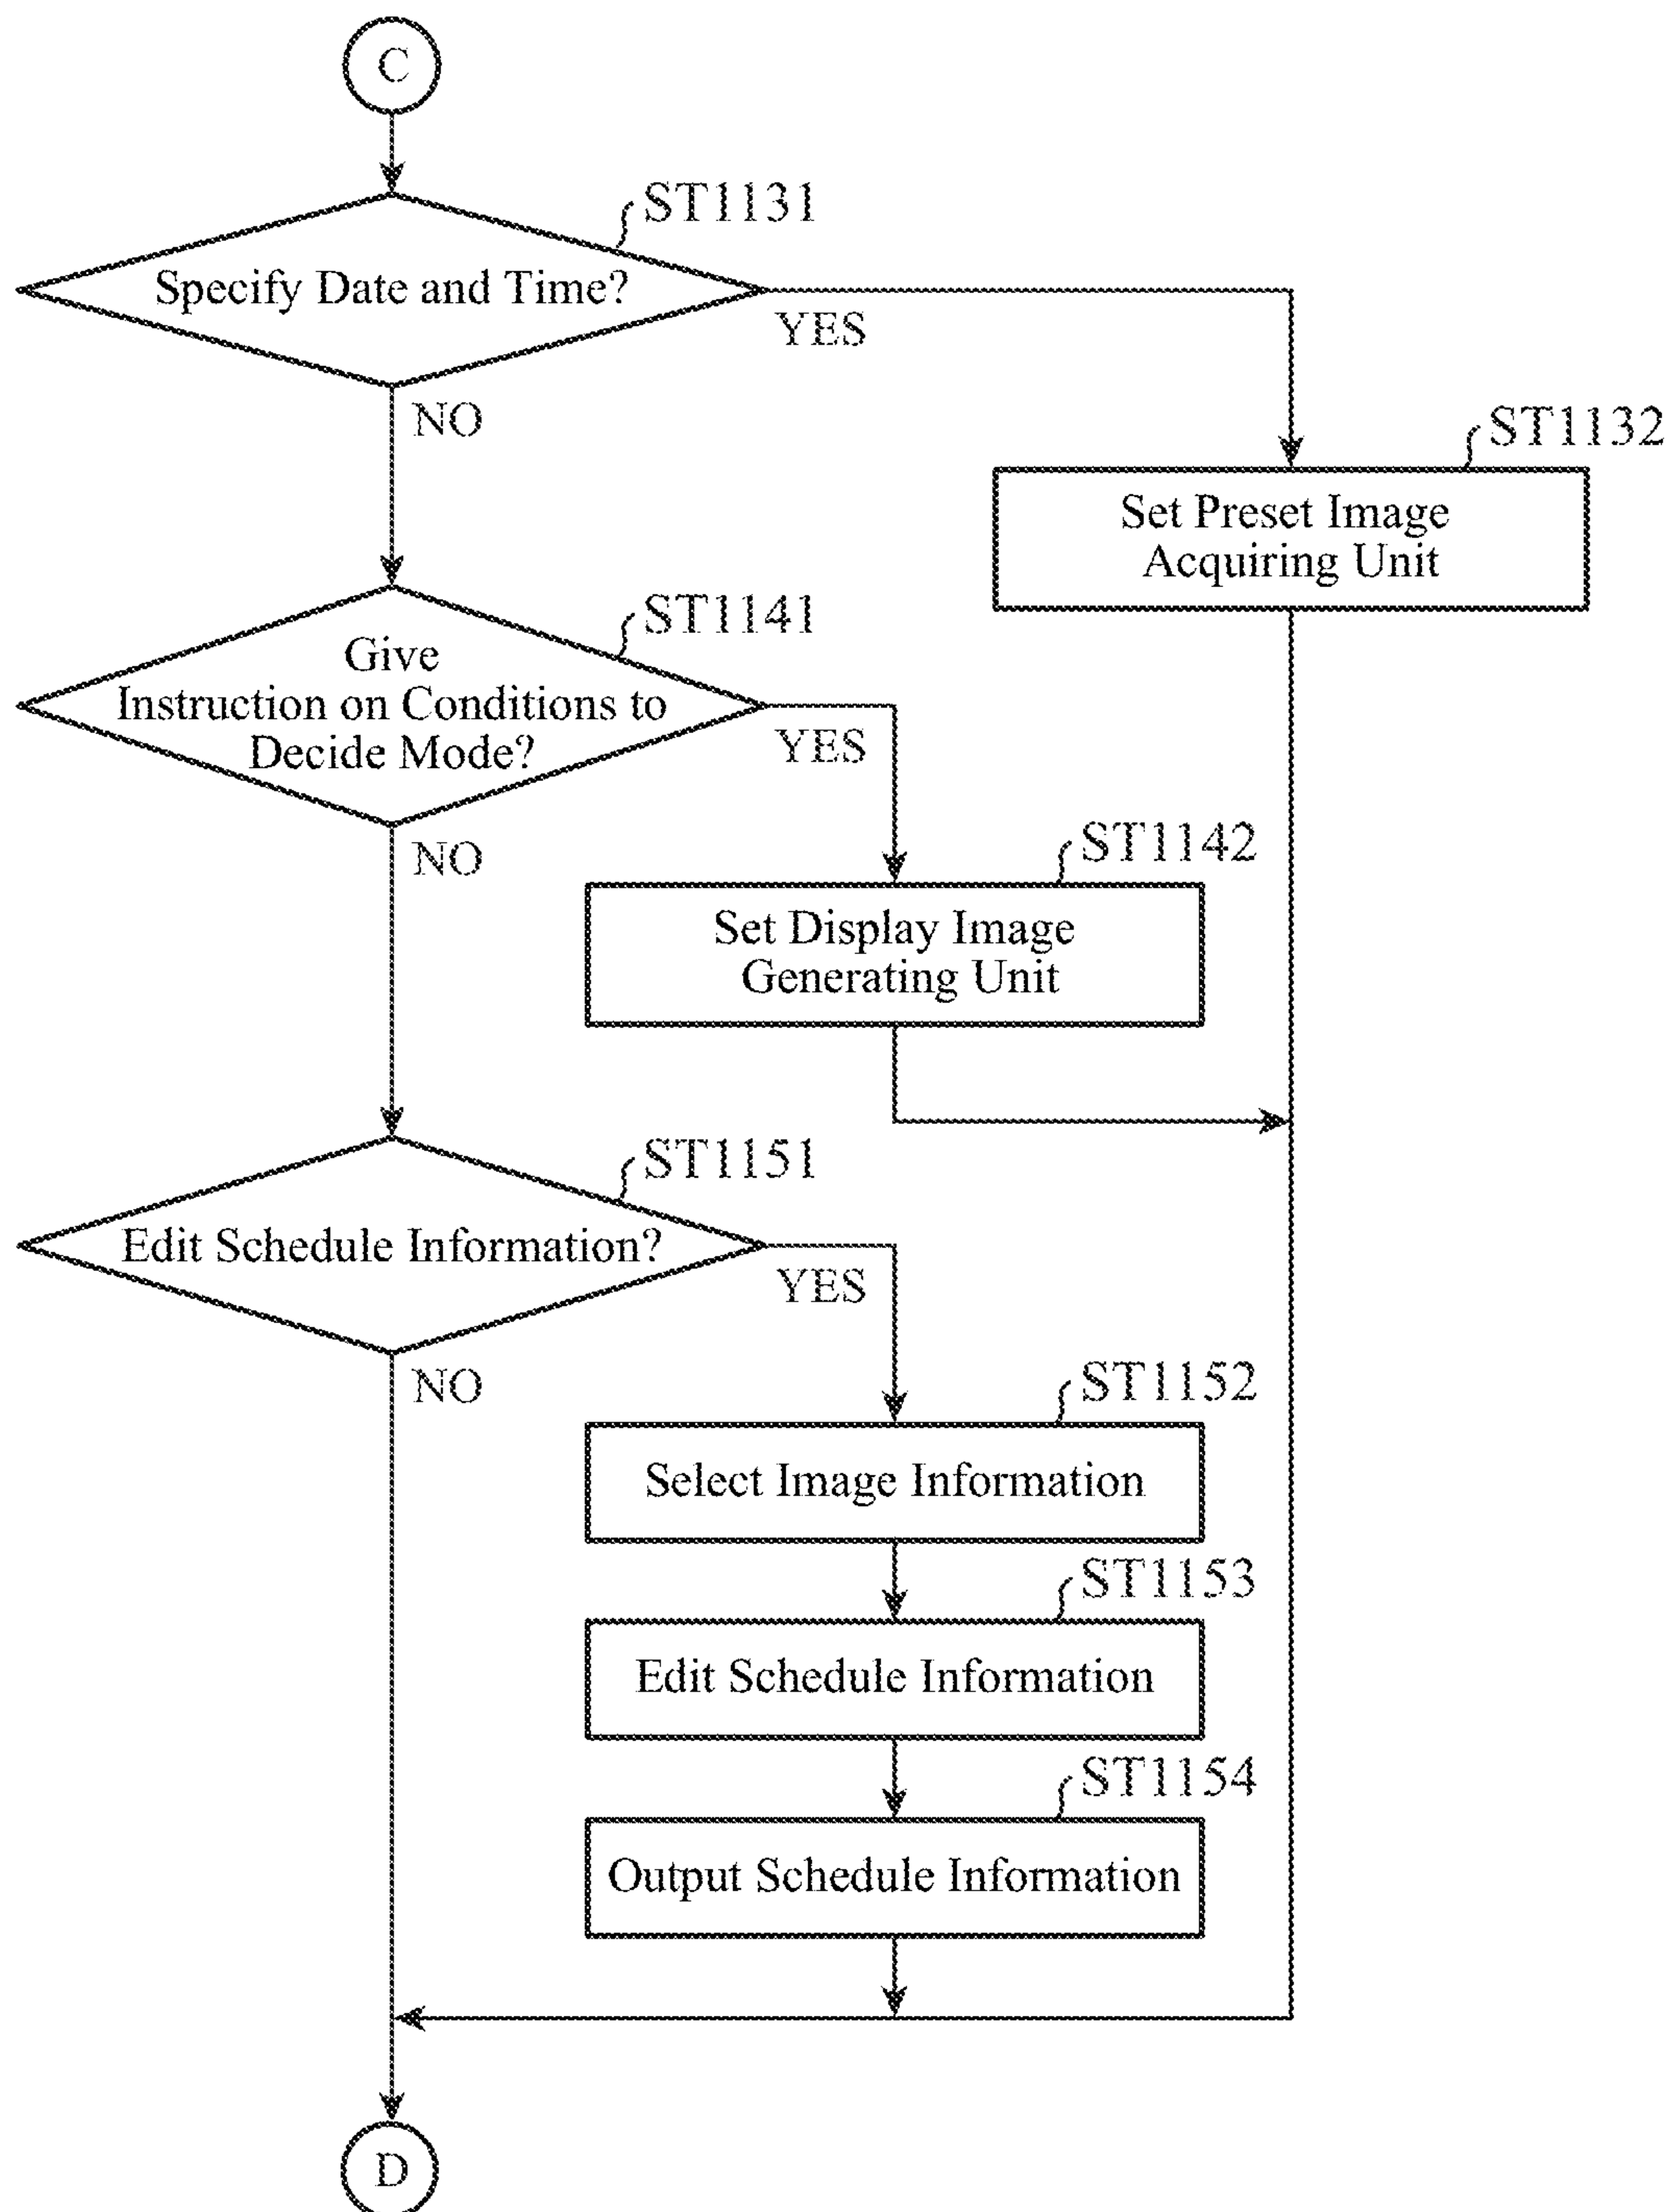 C
ST1131
Specify Date and Time?
YES
NO
ST1132
Set Preset Image
Acquiring Unit
ST1141
Give
Instruction on Conditions to
Decide Mode?
YES
NO
ST1142
Set Display Image
Generating Unit
ST1151
Edit Schedule Information?
YES
NO
ST1152
Select Image Information
ST1153
Edit Schedule Information
ST1154
Output Schedule Information
D